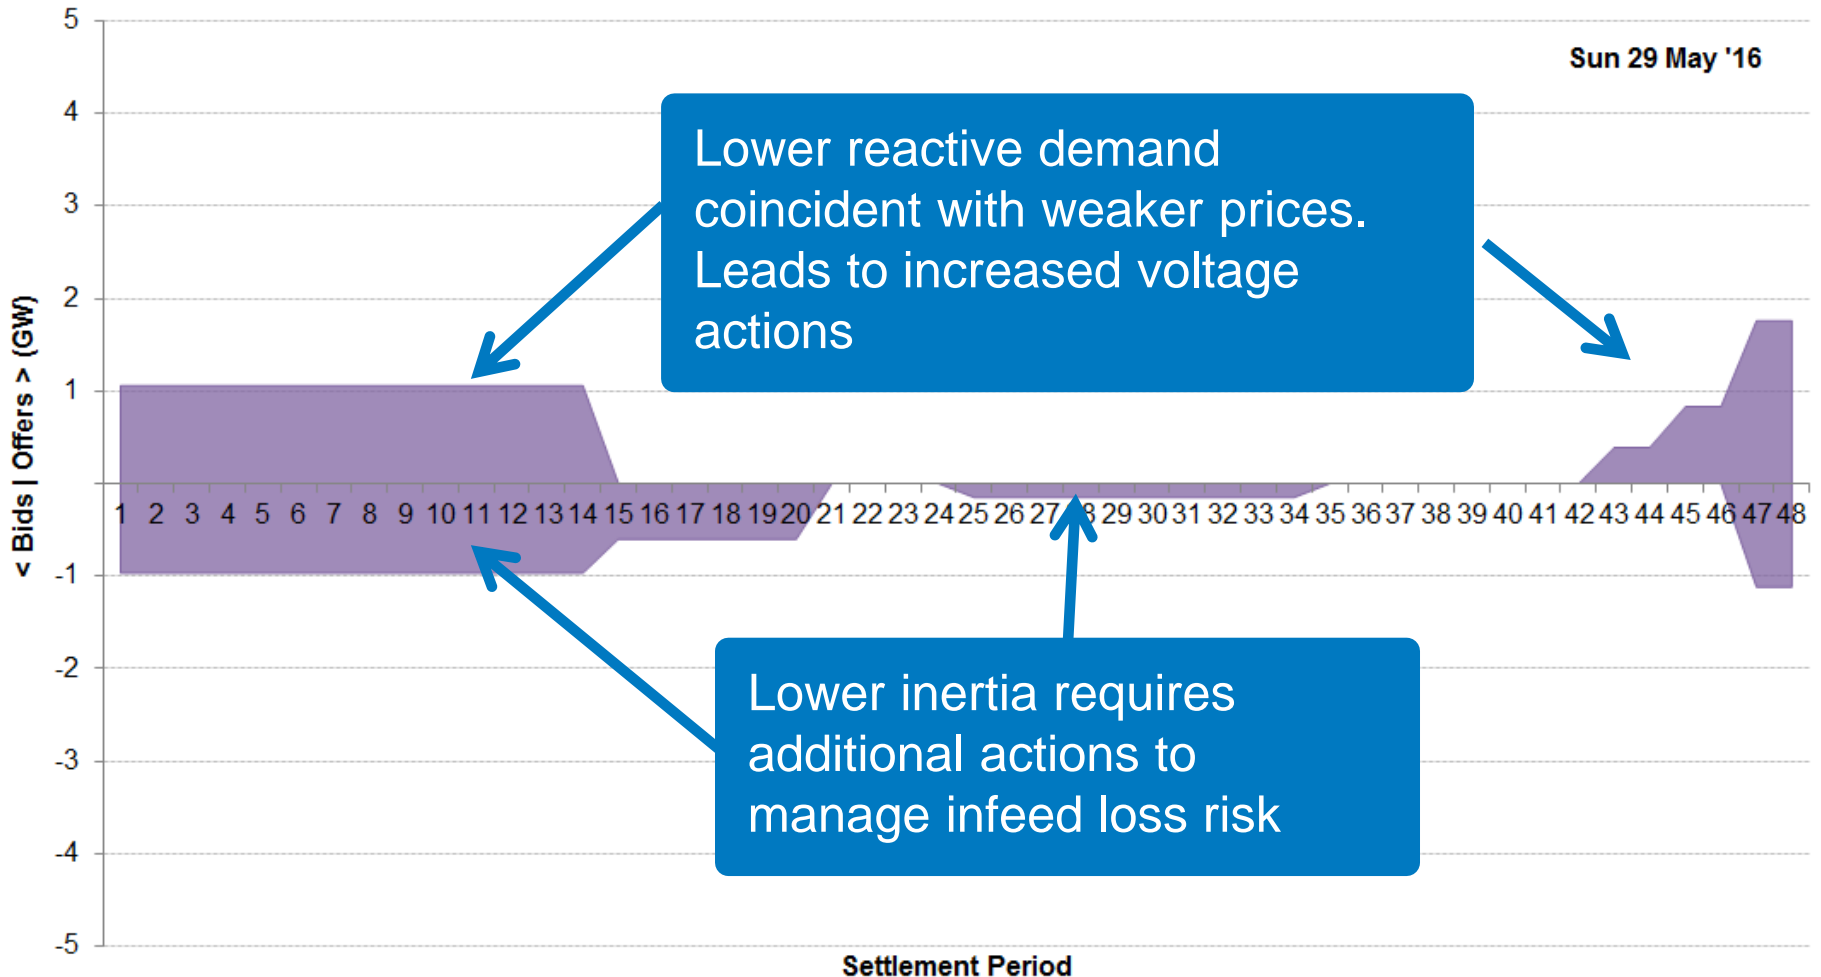 5
Sun 29 May '16
4
Lower reactive demand
coincident with weaker prices.
Leads to increased voltage
actions
3
2
1
< Bids | Offers > (GW)
1 2 3 4 5 6 7 8 9 10 11 12 13 14 15 16 17 18 19 20 21 22 23 24 25 26 27 28 29 30 31 32 33 34 35 36 37 38 39 40 41 42 43 44 45 46 47 48
-1
-2
Lower inertia requires
additional actions to
manage infeed loss risk
-3
-4
-5
Settlement Period